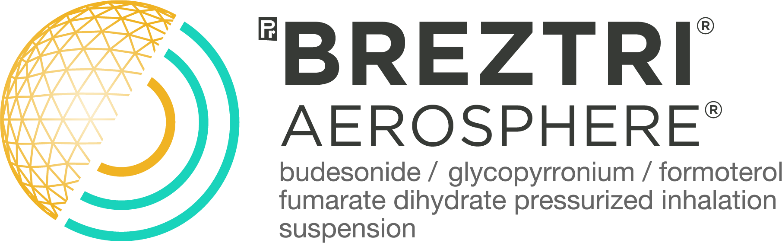 Pr BREZTRI®
AEROSPHERE®
budesonide / glycopyrronium / formoterol
fumarate dihydrate pressurized inhalation
suspension